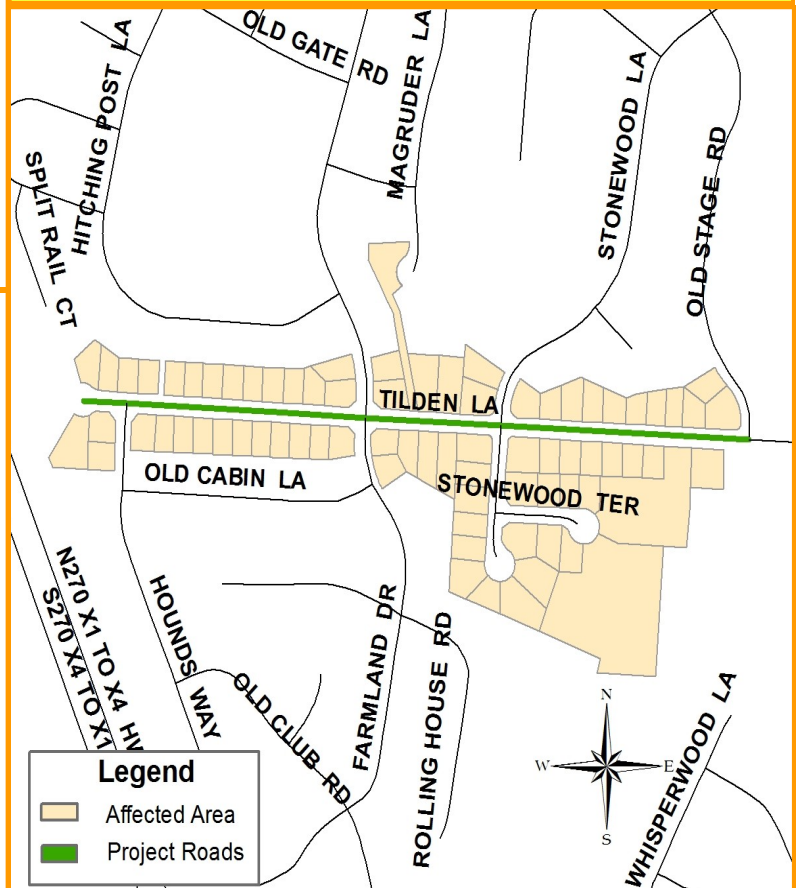 OLD GATE RD
HITCHING POST LA
MAGRUDER LA
STONEWOOD LA
OLD STAGE RD
SPLIT RAIL CT
TILDEN LA
OLD CABIN LA
STONEWOOD TER
N270 X1 TO X4 HW
S270 X4 TO X1
HOUNDS WAY
OLD CLUB RD
FARMLAND DR
ROLLING HOUSE RD
WHISPERWOOD LA
N
W
E
S
Legend
Affected Area
Project Roads